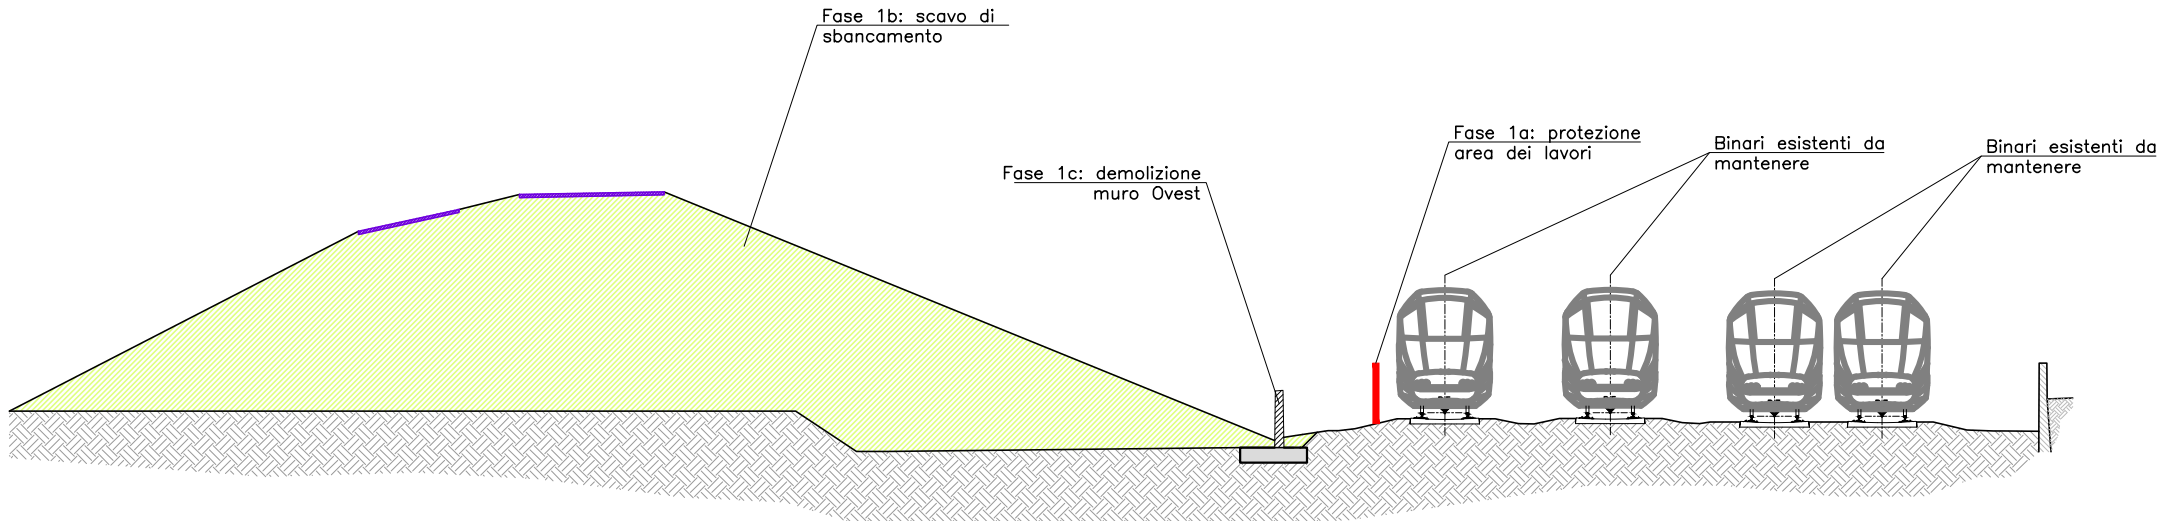 Fase 1b: scavo di
sbancamento
Fase 1c: demolizione
muro Ovest
Fase 1a: protezione
area dei lavori
Binari esistenti da
mantenere
Binari esistenti da
mantenere